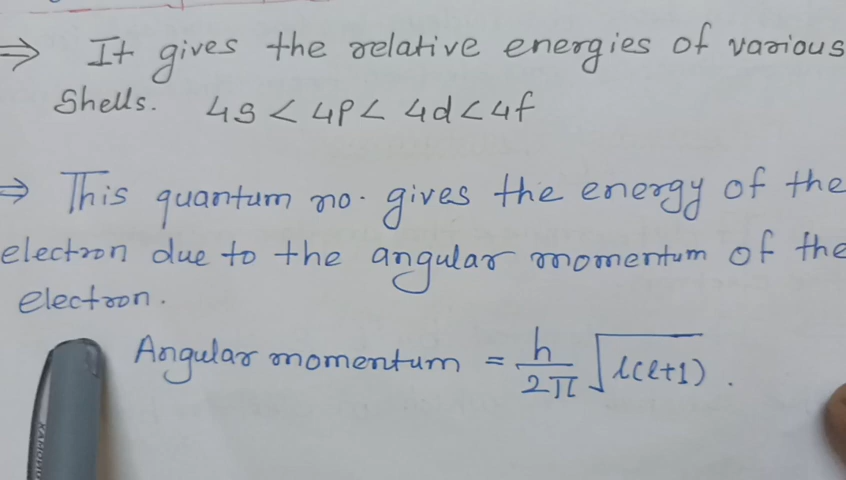 ⇒ It gives the relative energies of various
Shells. 4s < 4p < 4d < 4f
⇒ This quantum no. gives the energy of the
electron due to the angular momentum of the
electron.
Angular momentum = h/2π √l(l+1) .